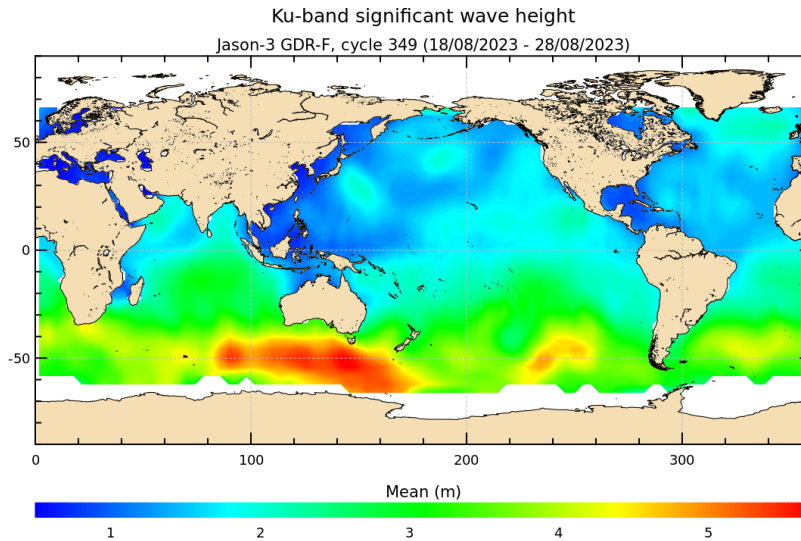 Ku-band significant wave height
Jason-3 GDR-F, cycle 349 (18/08/2023 - 28/08/2023)
50
0
-50
0 100 200 300
Mean (m)
1 2 3 4 5